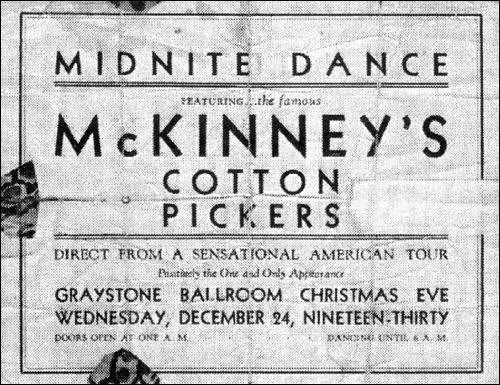 MIDNITE DANCE
FEATURING...the famous
McKINNEY'S
COTTON
PICKERS
DIRECT FROM A SENSATIONAL AMERICAN TOUR
Positively the One and Only Appearance
GRAYSTONE BALLROOM CHRISTMAS EVE
WEDNESDAY, DECEMBER 24, NINETEEN-THIRTY
DOORS OPEN AT ONE A. M. DANCING UNTIL 6 A. M.